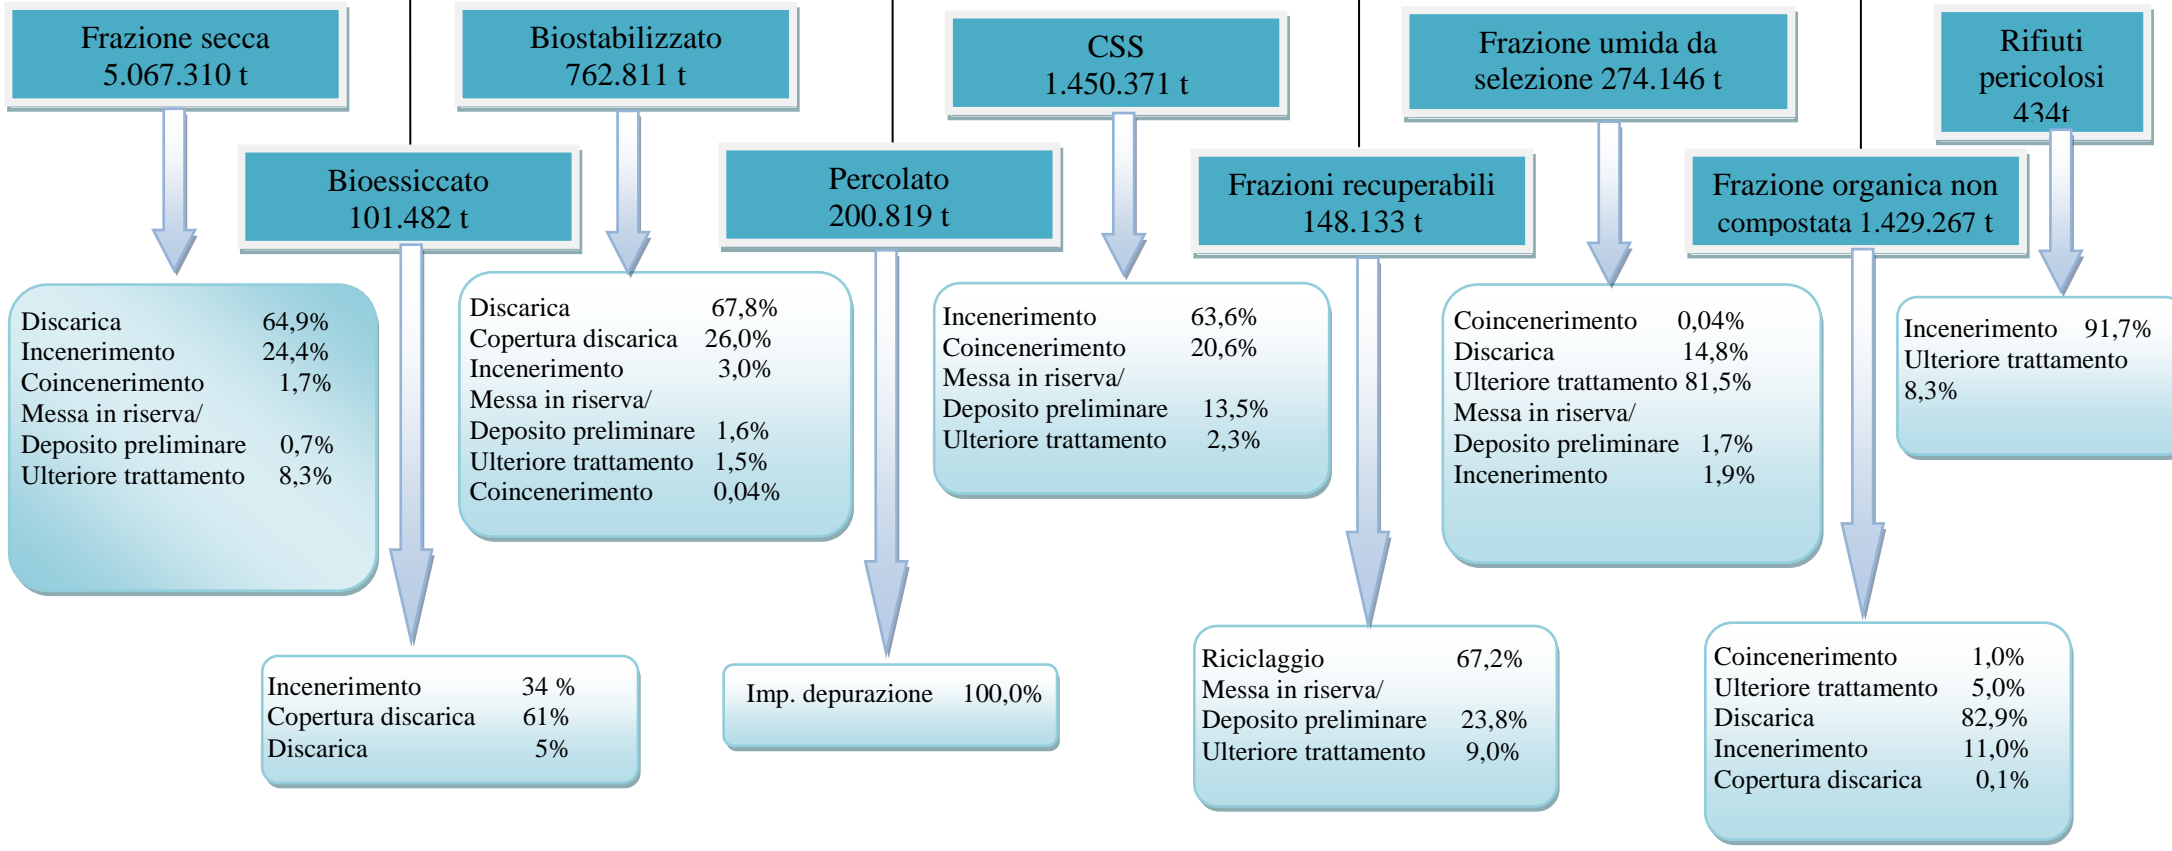 Frazione secca
5.067.310 t
Biostabilizzato
762.811 t
CSS
1.450.371 t
Frazione umida da
selezione 274.146 t
Rifiuti
pericolosi
434t
Bioessiccato
101.482 t
Percolato
200.819 t
Frazioni recuperabili
148.133 t
Frazione organica non
compostata 1.429.267 t
Discarica 64,9%
Incenerimento 24,4%
Coincenerimento 1,7%
Messa in riserva/
Deposito preliminare 0,7%
Ulteriore trattamento 8,3%
Discarica 67,8%
Copertura discarica 26,0%
Incenerimento 3,0%
Messa in riserva/
Deposito preliminare 1,6%
Ulteriore trattamento 1,5%
Coincenerimento 0,04%
Incenerimento 63,6%
Coincenerimento 20,6%
Messa in riserva/
Deposito preliminare 13,5%
Ulteriore trattamento 2,3%
Coincenerimento 0,04%
Discarica 14,8%
Ulteriore trattamento 81,5%
Messa in riserva/
Deposito preliminare 1,7%
Incenerimento 1,9%
Incenerimento 91,7%
Ulteriore trattamento
8,3%
Incenerimento 34 %
Copertura discarica 61%
Discarica 5%
Imp. depurazione 100,0%
Riciclaggio 67,2%
Messa in riserva/
Deposito preliminare 23,8%
Ulteriore trattamento 9,0%
Coincenerimento 1,0%
Ulteriore trattamento 5,0%
Discarica 82,9%
Incenerimento 11,0%
Copertura discarica 0,1%